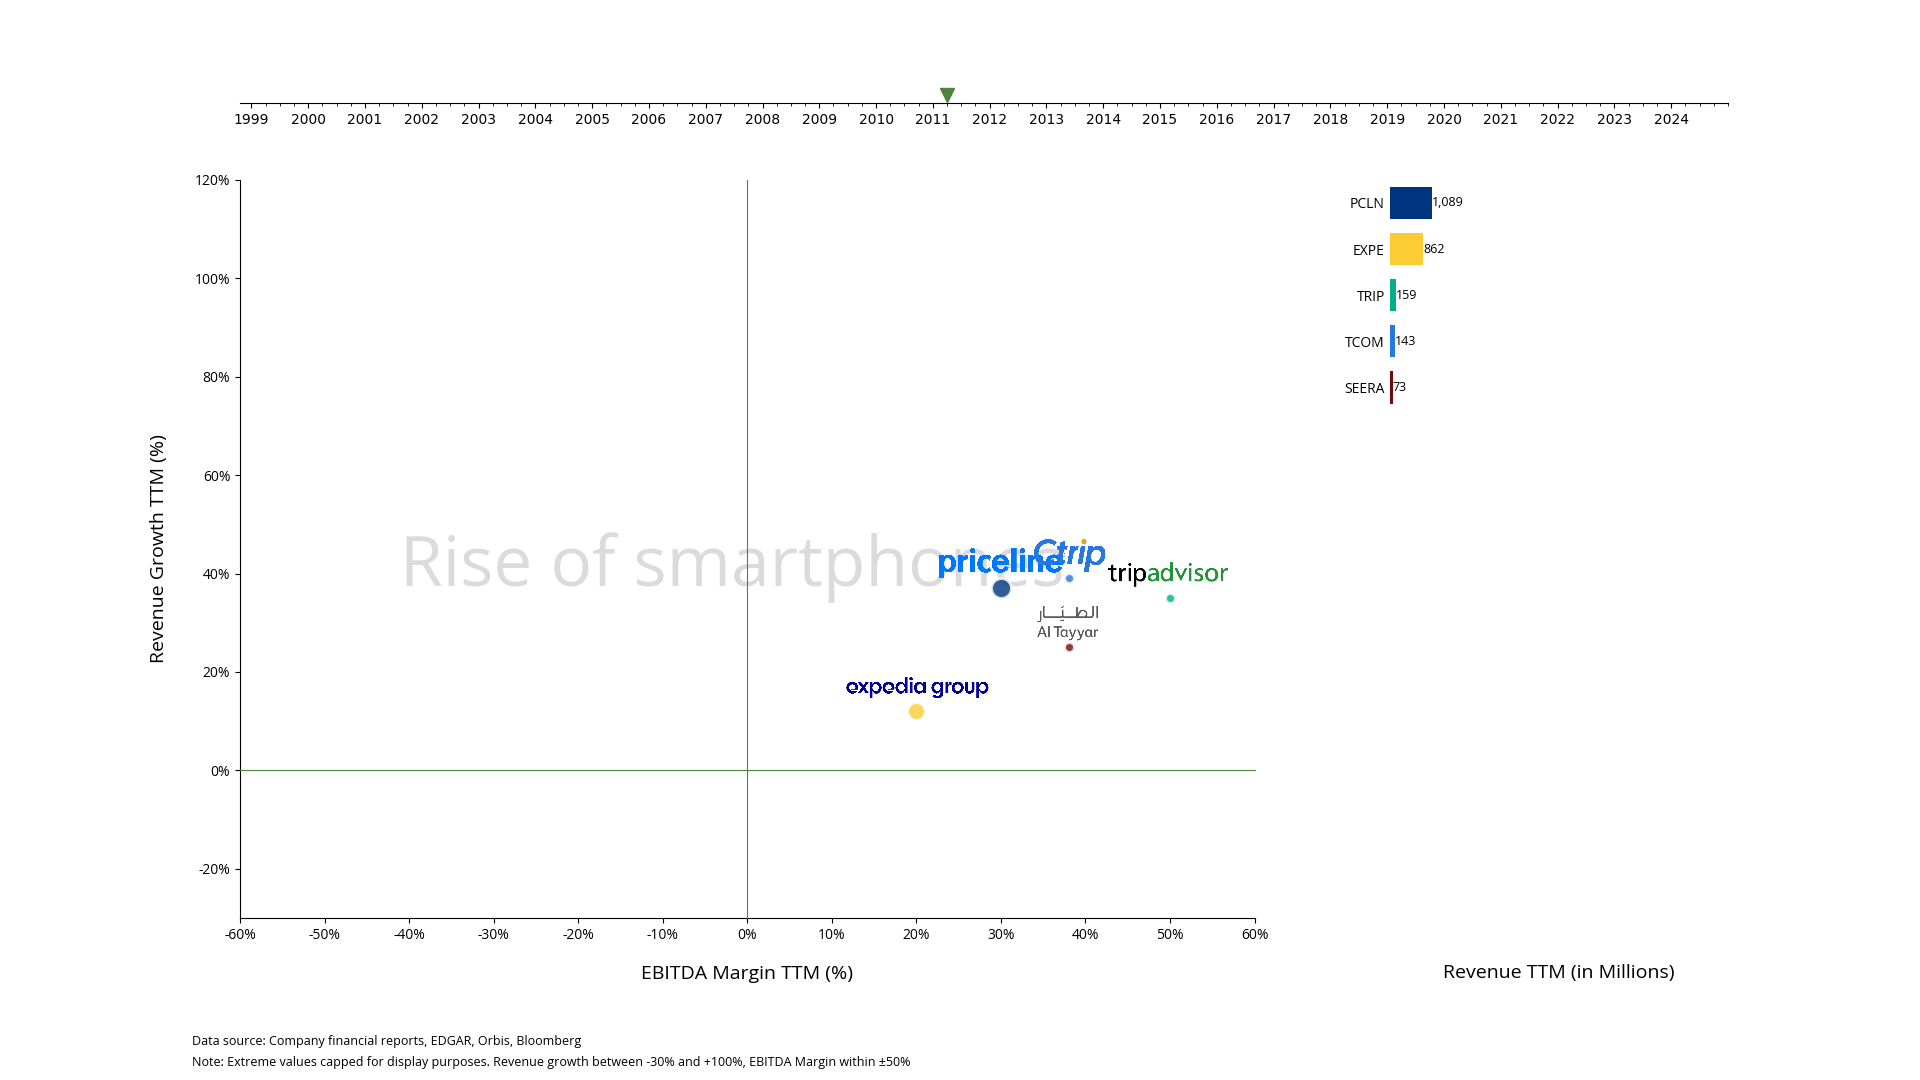 1999 2000 2001 2002 2003 2004 2005 2006 2007 2008 2009 2010 2011 2012 2013 2014 2015 2016 2017 2018 2019 2020 2021 2022 2023 2024
120%
100%
80%
60%
40%
20%
0%
-20%
Revenue Growth TTM (%)
Rise of smartphones
priceline
Ctrip
tripadvisor
الطيار
Al Tayyar
expedia group
-60% -50% -40% -30% -20% -10% 0% 10% 20% 30% 40% 50% 60%
EBITDA Margin TTM (%)
PCLN 1,089
EXPE 862
TRIP 159
TCOM 143
SEERA 73
Revenue TTM (in Millions)
Data source: Company financial reports, EDGAR, Orbis, Bloomberg
Note: Extreme values capped for display purposes. Revenue growth between -30% and +100%, EBITDA Margin within ±50%